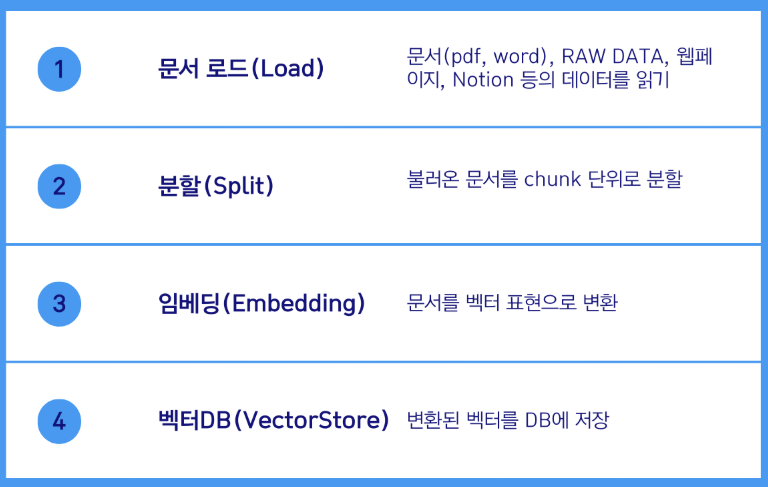 1
문서 로드(Load)
문서(pdf, word), RAW DATA, 웹페
이지, Notion 등의 데이터를 읽기
2
분할(Split)
불러온 문서를 chunk 단위로 분할
3
임베딩(Embedding)
문서를 벡터 표현으로 변환
4
벡터DB(VectorStore)
변환된 벡터를 DB에 저장